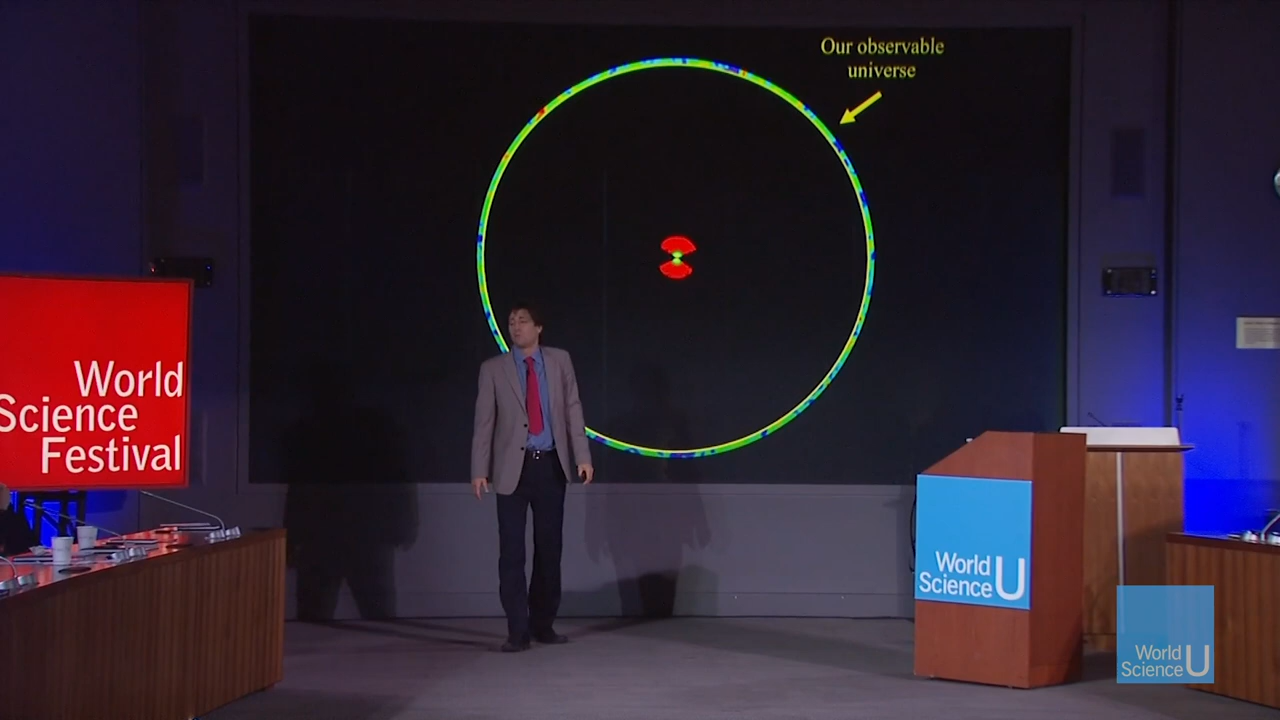 Our observable
universe
World
Science
Festival
World
Science U
World
Science U